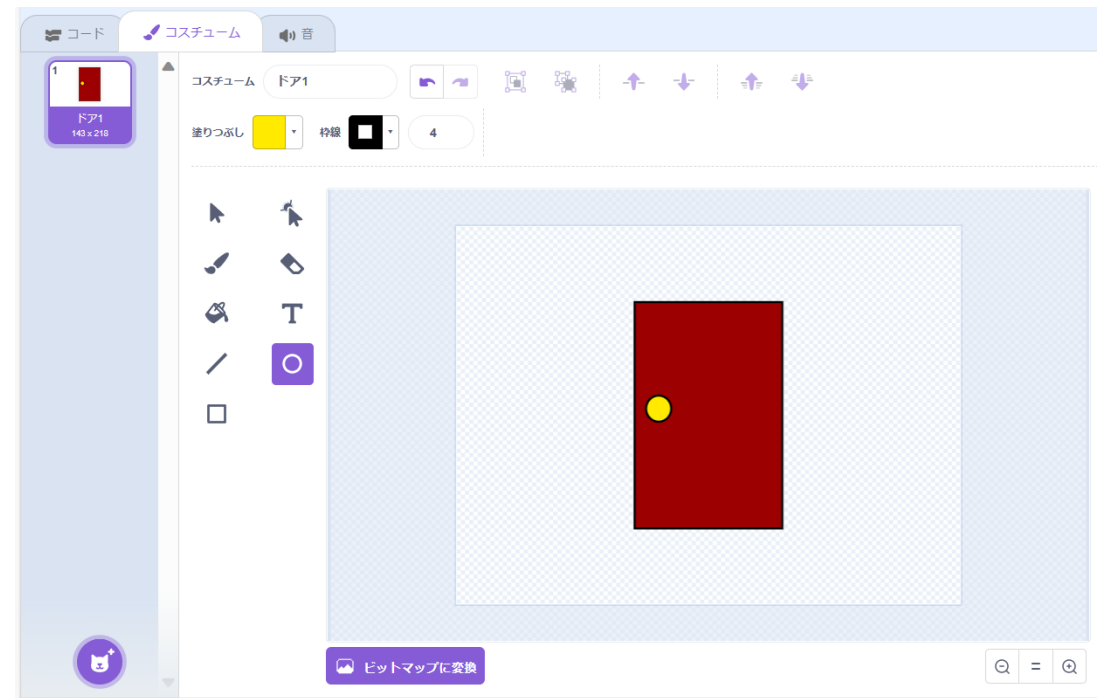 コード
コスチューム
音
1
ドア1
143 x 218
コスチューム
ドア1
塗りつぶし
枠線
4
T
ビットマップに変換
=